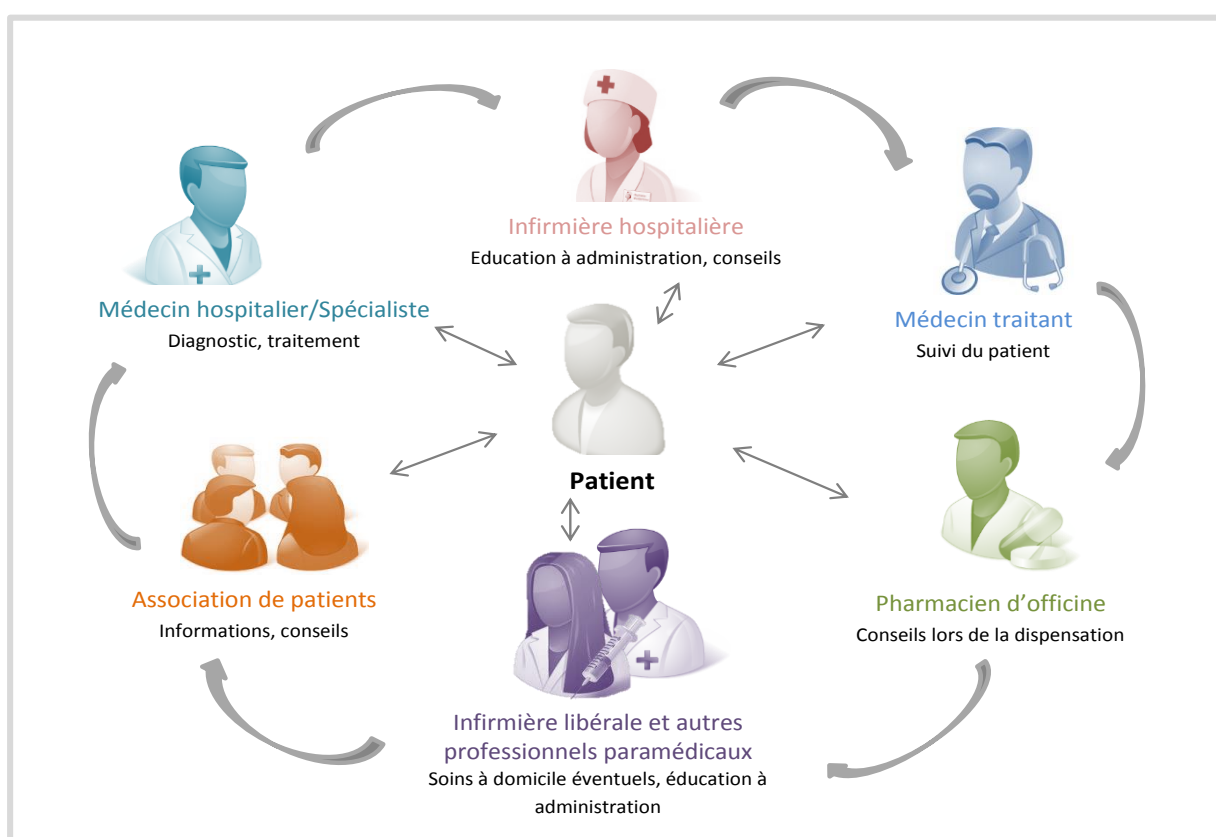 Infirmière hospitalière
Education à administration, conseils
Médecin hospitalier/Spécialiste
Diagnostic, traitement
Médecin traitant
Suivi du patient
Patient
Association de patients
Informations, conseils
Pharmacien d’officine
Conseils lors de la dispensation
Infirmière libérale et autres
professionnels paramédicaux
Soins à domicile éventuels, éducation à
administration